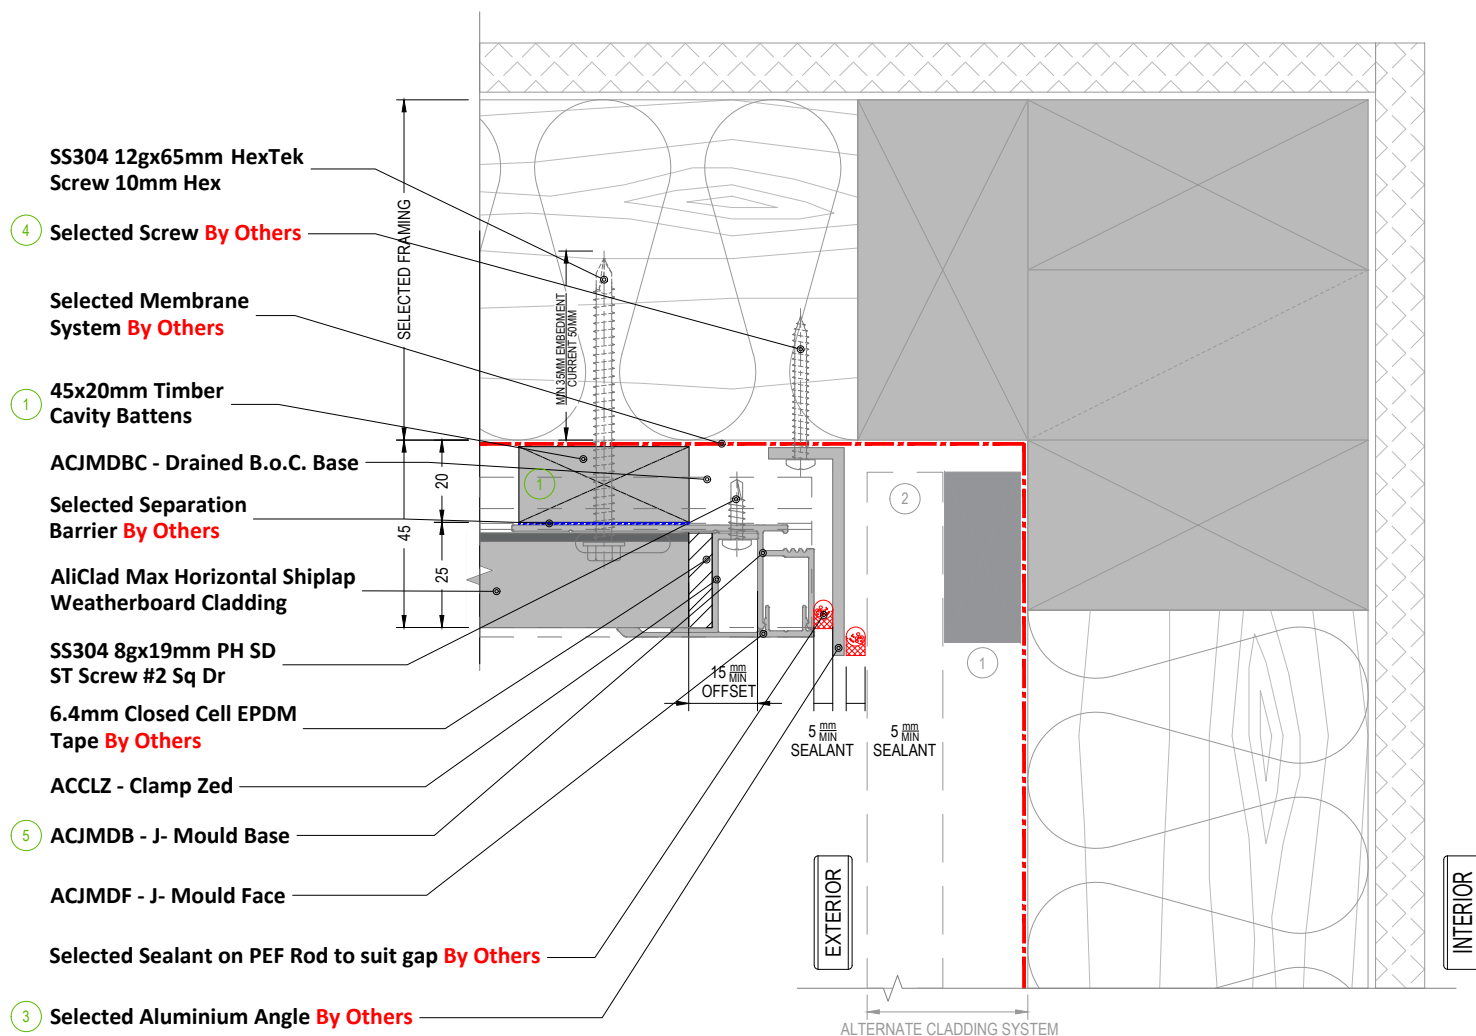 SS304 12gx65mm HexTek
Screw 10mm Hex
4 Selected Screw By Others
Selected Membrane
System By Others
1 45x20mm Timber
Cavity Battens
ACJMDBC - Drained B.o.C. Base
Selected Separation
Barrier By Others
AliClad Max Horizontal Shiplap
Weatherboard Cladding
SS304 8gx19mm PH SD
ST Screw #2 Sq Dr
6.4mm Closed Cell EPDM
Tape By Others
ACCLZ - Clamp Zed
5 ACJMDB - J- Mould Base
ACJMDF - J- Mould Face
Selected Sealant on PEF Rod to suit gap By Others
3 Selected Aluminium Angle By Others
SELECTED FRAMING
45
20
25
MIN 35MM EMBEDMENT
CURRENT 50MM
1
2
1
15 mm MIN
OFFSET
5 mm MIN
SEALANT
5 mm MIN
SEALANT
EXTERIOR
INTERIOR
ALTERNATE CLADDING SYSTEM